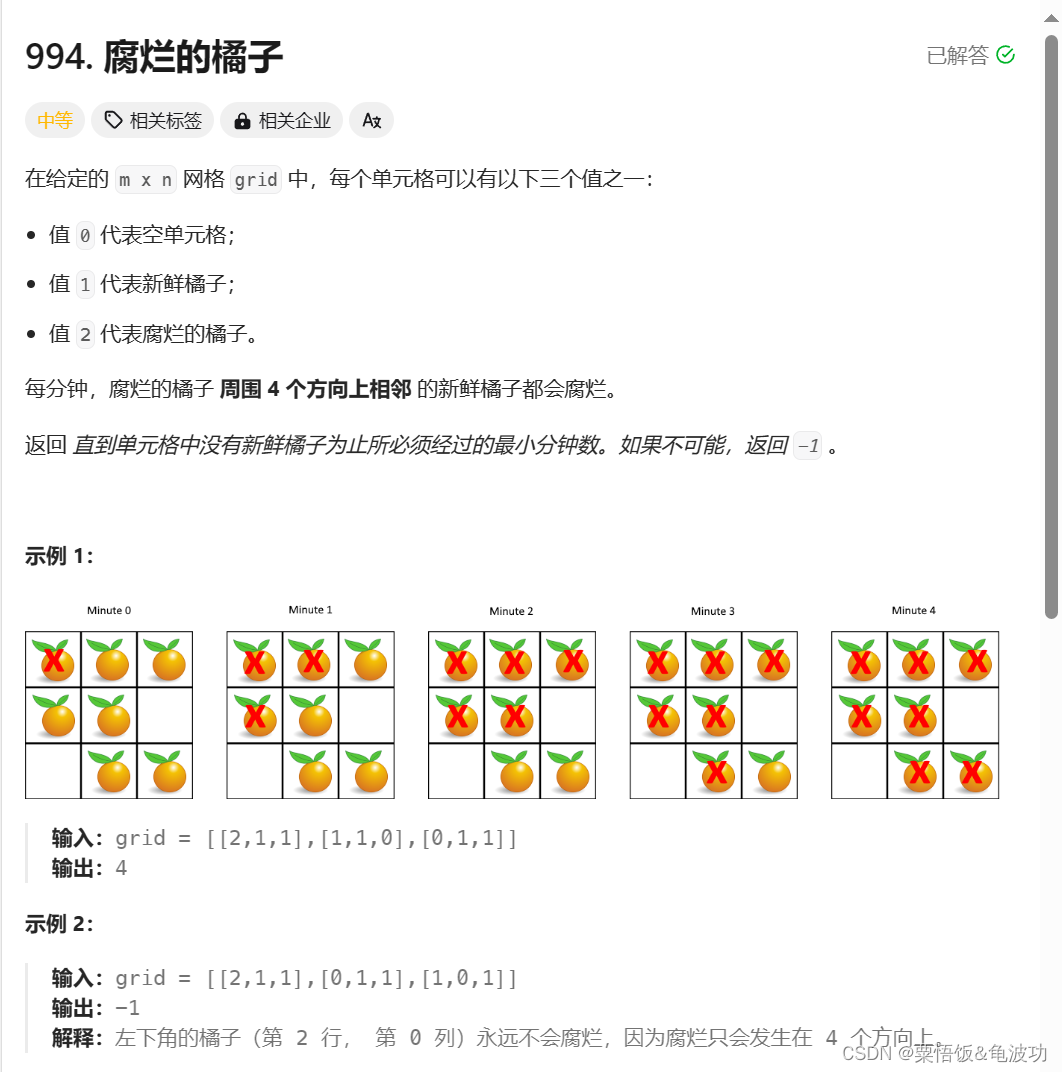 994. 腐烂的橘子
已解答
中等 相关标签 相关企业 Ax
在给定的 m x n 网格 grid 中，每个单元格可以有以下三个值之一：
值 0 代表空单元格；
值 1 代表新鲜橘子；
值 2 代表腐烂的橘子。
每分钟，腐烂的橘子 周围 4 个方向上相邻 的新鲜橘子都会腐烂。
返回 直到单元格中没有新鲜橘子为止所必须经过的最小分钟数。如果不可能，返回 -1 。
示例 1：
Minute 0 Minute 1 Minute 2 Minute 3 Minute 4
输入：grid = [[2,1,1],[1,1,0],[0,1,1]]
输出：4
示例 2：
输入：grid = [[2,1,1],[0,1,1],[1,0,1]]
输出：-1
解释：左下角的橘子（第 2 行， 第 0 列）永远不会腐烂，因为腐烂只会发生在 4 个方向上。
CSDN @粟悟饭&龟波功